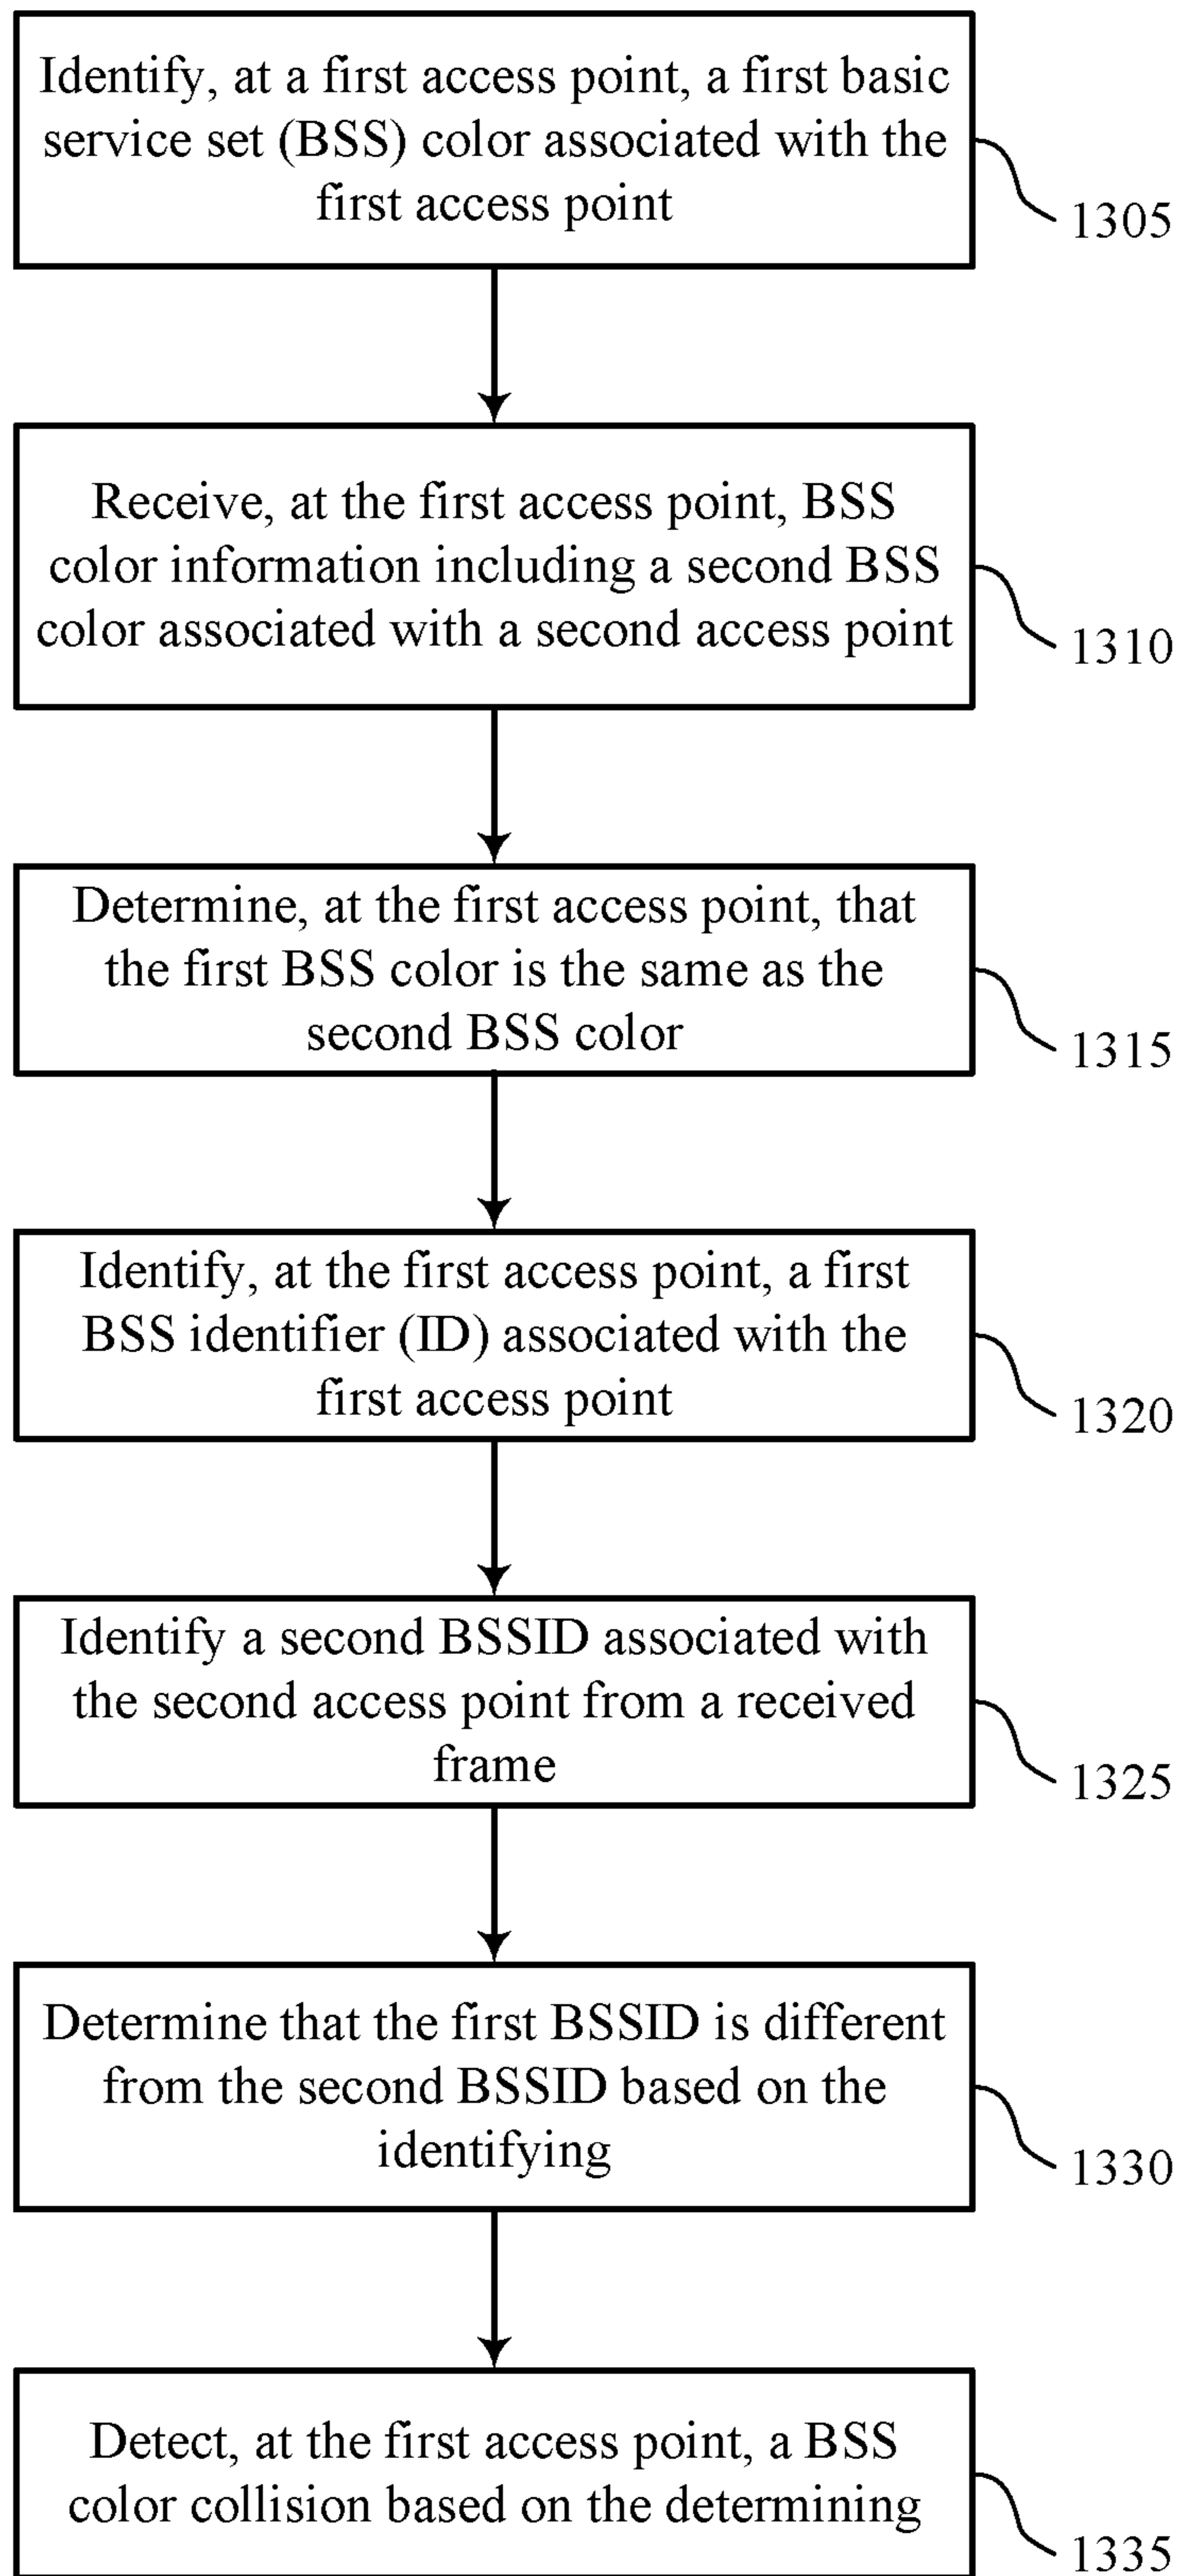 Identify, at a first access point, a first basic
service set (BSS) color associated with the
first access point
1305
Receive, at the first access point, BSS
color information including a second BSS
color associated with a second access point
1310
Determine, at the first access point, that
the first BSS color is the same as the
second BSS color
1315
Identify, at the first access point, a first
BSS identifier (ID) associated with the
first access point
1320
Identify a second BSSID associated with
the second access point from a received
frame
1325
Determine that the first BSSID is different
from the second BSSID based on the
identifying
1330
Detect, at the first access point, a BSS
color collision based on the determining
1335